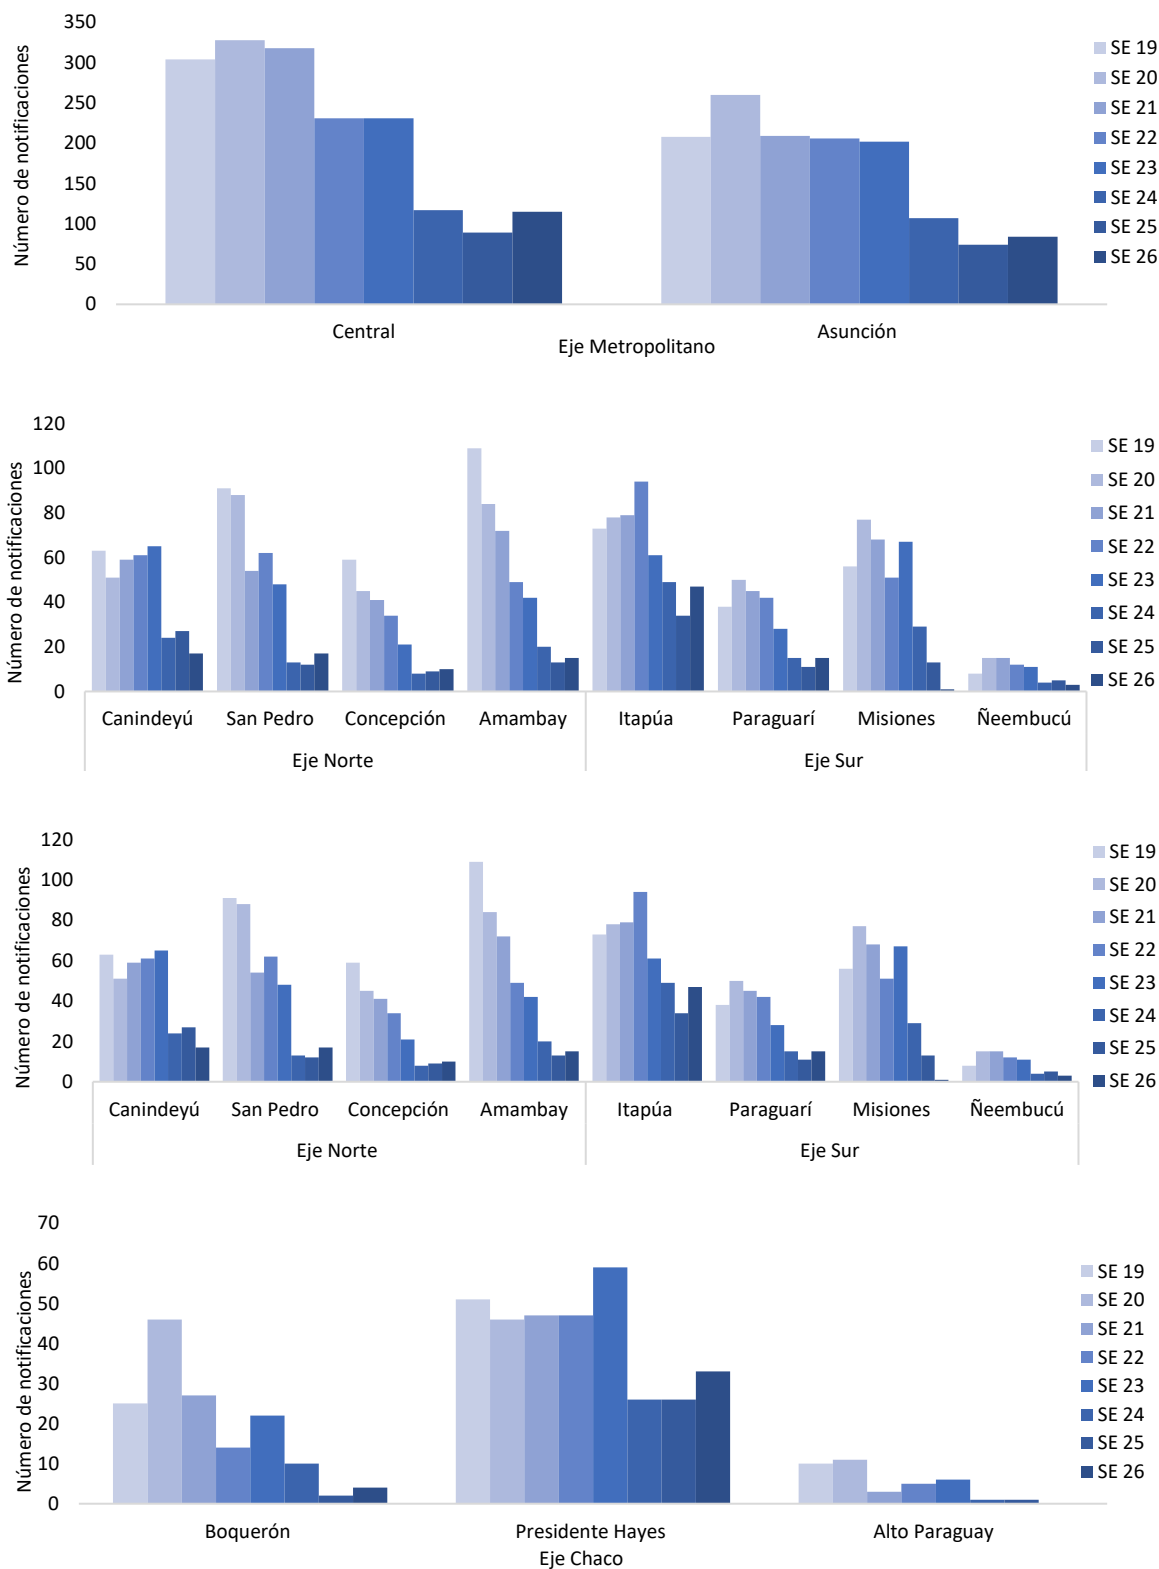 350
300
250
200
150
100
50
0
Número de notificaciones
Central
Asunción
Eje Metropolitano
SE 19
SE 20
SE 21
SE 22
SE 23
SE 24
SE 25
SE 26
120
100
80
60
40
20
0
Número de notificaciones
Canindeyú San Pedro Concepción Amambay Itapúa Paraguarí Misiones Ñeembucú
Eje Norte Eje Sur
SE 19
SE 20
SE 21
SE 22
SE 23
SE 24
SE 25
SE 26
120
100
80
60
40
20
0
Número de notificaciones
Canindeyú San Pedro Concepción Amambay Itapúa Paraguarí Misiones Ñeembucú
Eje Norte Eje Sur
SE 19
SE 20
SE 21
SE 22
SE 23
SE 24
SE 25
SE 26
70
60
50
40
30
20
10
0
Número de notificaciones
Boquerón Presidente Hayes Alto Paraguay
Eje Chaco
SE 19
SE 20
SE 21
SE 22
SE 23
SE 24
SE 25
SE 26